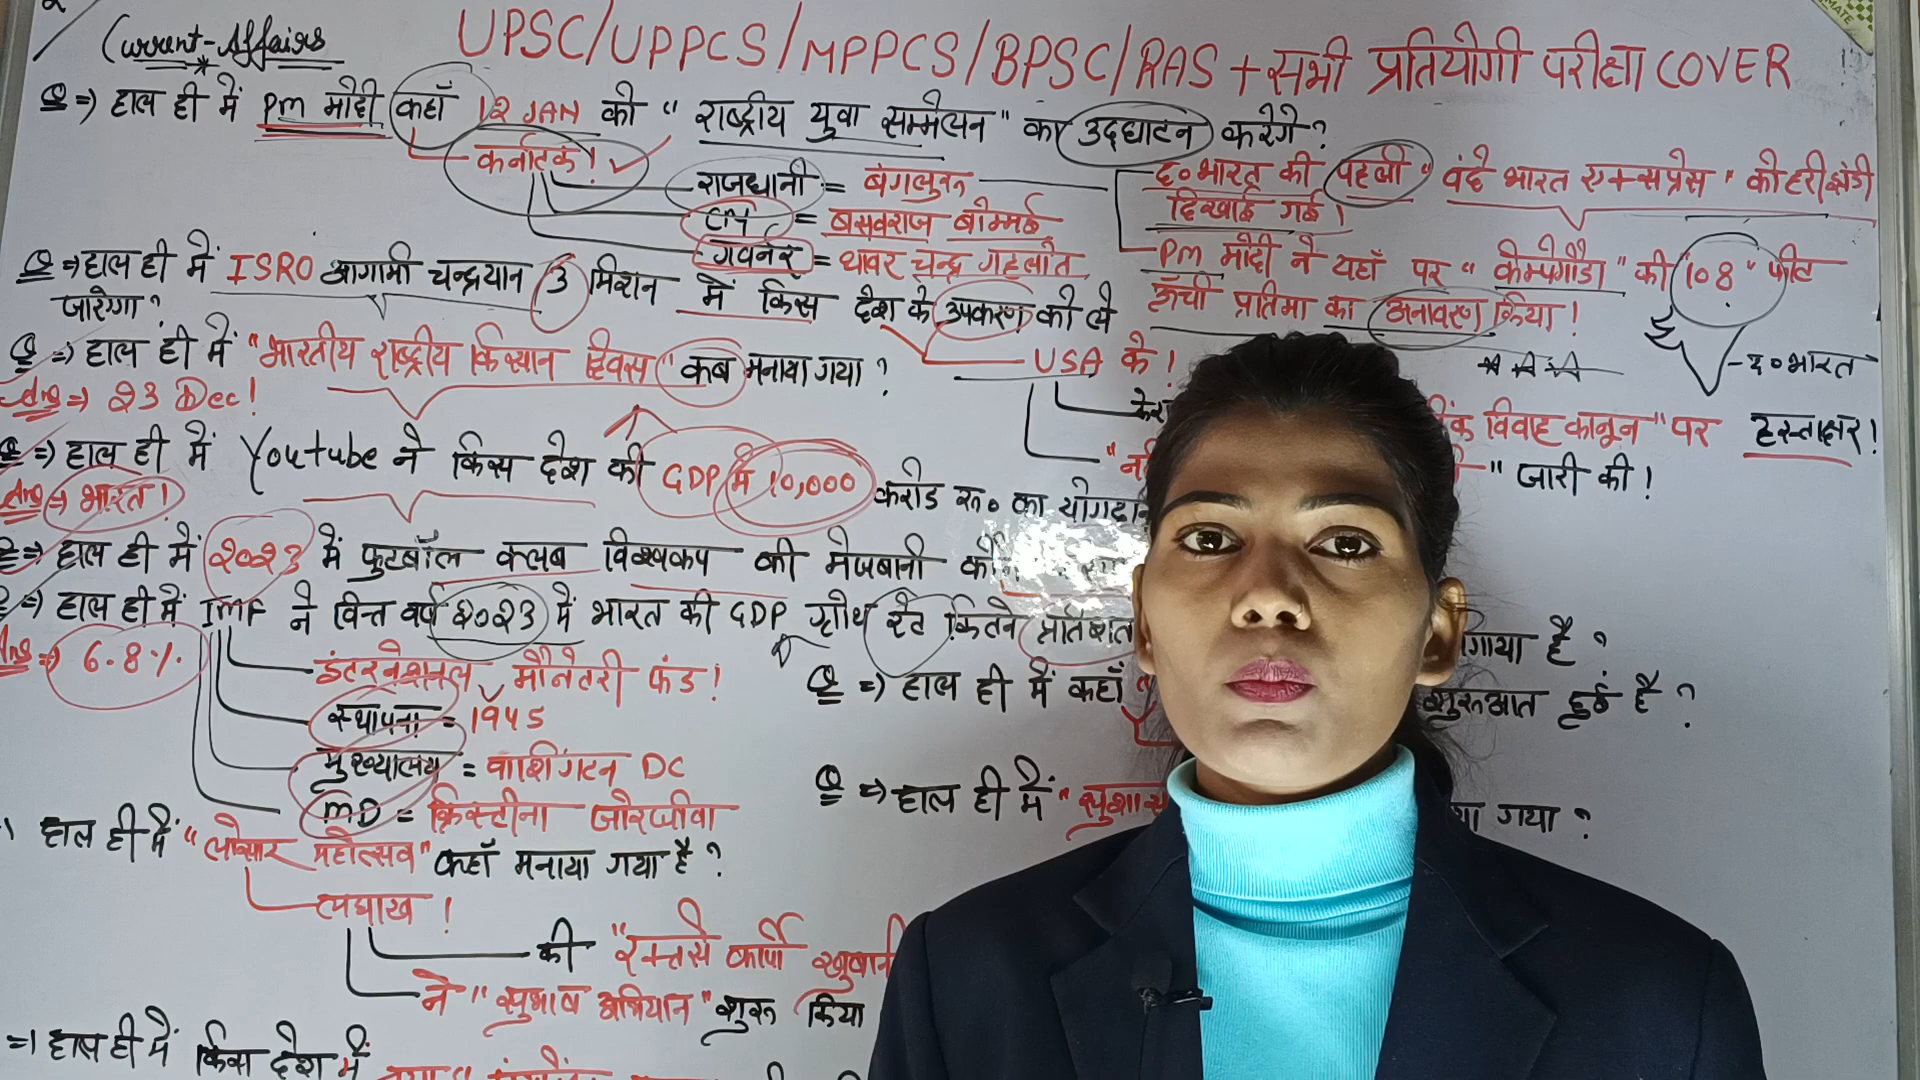 Current-Affairs
UPSC/UPPCS/MPPCS/BPSC/RAS+सभी प्रतियोगी परीक्षा COVER
Q ⇒ हाल ही में PM मोदी कहाँ 12 JAN को "राष्ट्रीय युवा सम्मेलन" का उद्घाटन करेंगे?
कर्नाटक!
राजधानी = बेंगलुरू
CM = बसवराज बोम्मई
गवर्नर = थावर चन्द्र गहलोत
द० भारत की पहली "वंदे भारत एक्सप्रेस" को हरी झंडी
दिखाई गई।
PM मोदी ने यहाँ पर "केम्पेगौडा" की 108 फीट
ऊँची प्रतिमा का अनावरण किया!
द० भारत
Q ⇒ हाल ही में ISRO आगामी चन्द्रयान 3 मिशन में किस देश के उपकरण को ले
जारेगा?
USA के!
विवाह कानून" पर हस्ताक्षर!
" जारी की!
Q ⇒ हाल ही में "भारतीय राष्ट्रीय किसान दिवस" कब मनाया गया?
Ans ⇒ 23 Dec!
Q ⇒ हाल ही में Youtube ने किस देश की GDP में 10,000 करोड रू० का योगदान
Ans ⇒ भारत!
⇒ हाल ही में 2023 में फुटबॉल क्लब विश्वकप की मेजबानी
⇒ हाल ही में IMF ने वित्त वर्ष 2023 में भारत की GDP ग्रोथ रेट कितने प्रतिशत
गाया है?
Ans ⇒ 6.8%
इंटरनेशनल मौनेटरी फंड!
स्थापना = 1945
मुख्यालय = वाशिंगटन DC
MD = क्रिस्टीना जौरजीवा
Q ⇒ हाल ही में कहाँ
शुरूआत हुई है?
Q ⇒ हाल ही में "सुशास
या गया?
हाल ही में "लोसार महोत्सव" कहाँ मनाया गया है?
लद्दाख!
की "रक्तसे कार्पो खुबानी
ने "सुभाष अभियान" शुरू किया
⇒ हाल ही में किस देश में